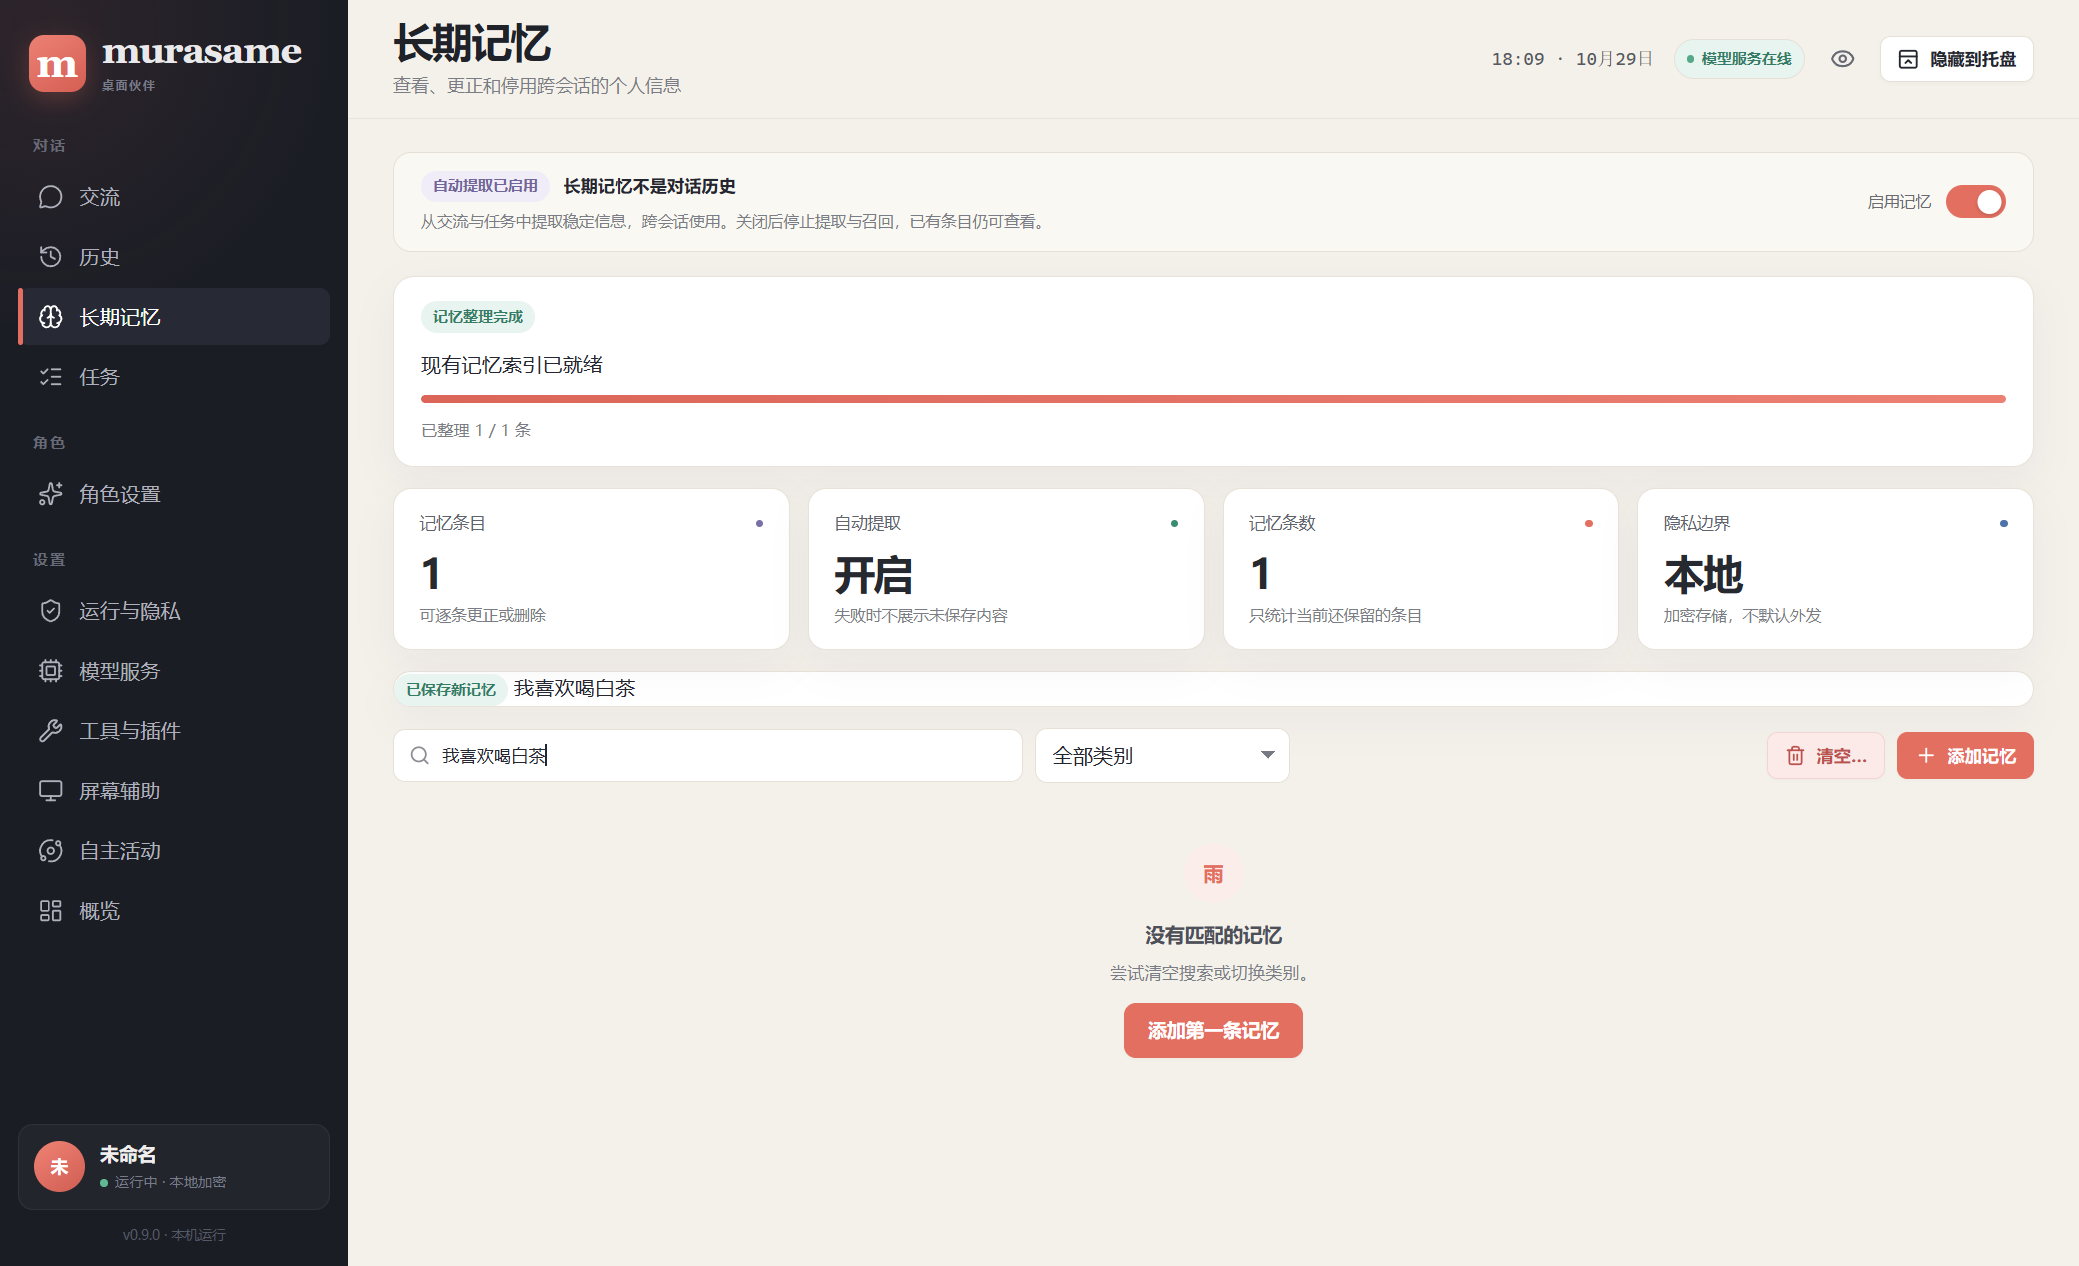 m
murasame
桌面伙伴
对话
交流
历史
长期记忆
任务
角色
角色设置
设置
运行与隐私
模型服务
工具与插件
屏幕辅助
自主活动
概览
未
未命名
运行中 · 本地加密
v0.9.0 · 本机运行
长期记忆
查看、更正和停用跨会话的个人信息
18:09 · 10月29日
模型服务在线
隐藏到托盘
自动提取已启用 长期记忆不是对话历史
从交流与任务中提取稳定信息，跨会话使用。关闭后停止提取与召回，已有条目仍可查看。
启用记忆
记忆整理完成
现有记忆索引已就绪
已整理 1 / 1 条
记忆条目
1
可逐条更正或删除
自动提取
开启
失败时不展示未保存内容
记忆条数
1
只统计当前还保留的条目
隐私边界
本地
加密存储，不默认外发
已保存新记忆 我喜欢喝白茶
我喜欢喝白茶
全部类别
清空...
添加记忆
雨
没有匹配的记忆
尝试清空搜索或切换类别。
添加第一条记忆